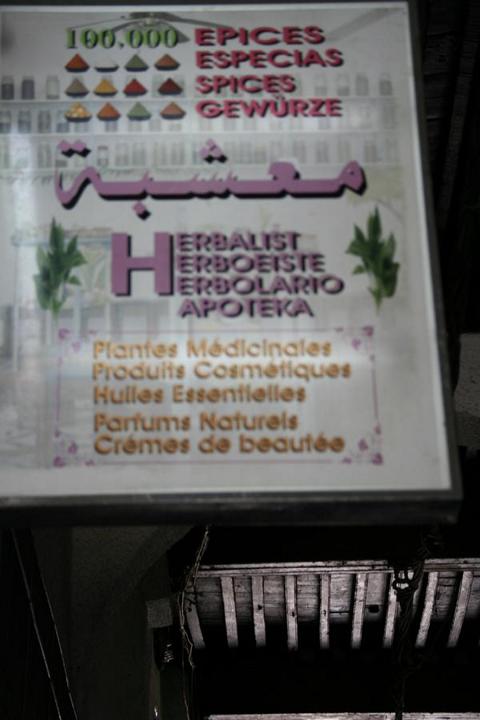 100.000 EPICES
ESPECIAS
SPICES
GEWÜRZE
معشبة
HERBALIST
HERBOEISTE
HERBOLARIO
APOTEKA
Plantes Médicinales
Produits Cosmétiques
Huiles Essentielles
Parfums Naturels
Crémes de beautée